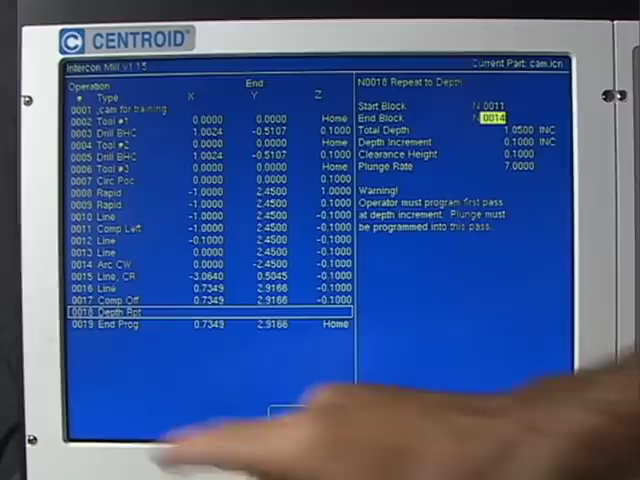 CENTROID
Intercon Mill v1.15 Current Part: cam.icn
Operation End
# Type X Y Z
0001 ;cam for training
0002 Tool #1 0.0000 0.0000 Home
0003 Drill BHC 1.0024 -0.5107 0.1000
0004 Tool #2 0.0000 0.0000 Home
0005 Drill BHC 1.0024 -0.5107 0.1000
0006 Tool #3 0.0000 0.0000 Home
0007 Circ Poc 0.0000 0.0000 0.1000
0008 Rapid -1.0000 2.4500 1.0000
0009 Rapid -1.0000 2.4500 0.1000
0010 Line -1.0000 2.4500 -0.1000
0011 Comp Left -1.0000 2.4500 -0.1000
0012 Line -0.1000 2.4500 -0.1000
0013 Line 0.0000 2.4500 -0.1000
0014 Arc CW 0.0000 -2.4500 -0.1000
0015 Line, CR -3.0640 0.5045 -0.1000
0016 Line 0.7349 2.9166 -0.1000
0017 Comp Off 0.7349 2.9166 -0.1000
0018 Depth Rpt
0019 End Prog 0.7349 2.9166 Home
N0018 Repeat to Depth
Start Block N 0011
End Block N 0014
Total Depth 1.0500 INC
Depth Increment 0.1000 INC
Clearance Height 0.1000
Plunge Rate 7.0000
Warning!
Operator must program first pass
at depth increment. Plunge must
be programmed into this pass.